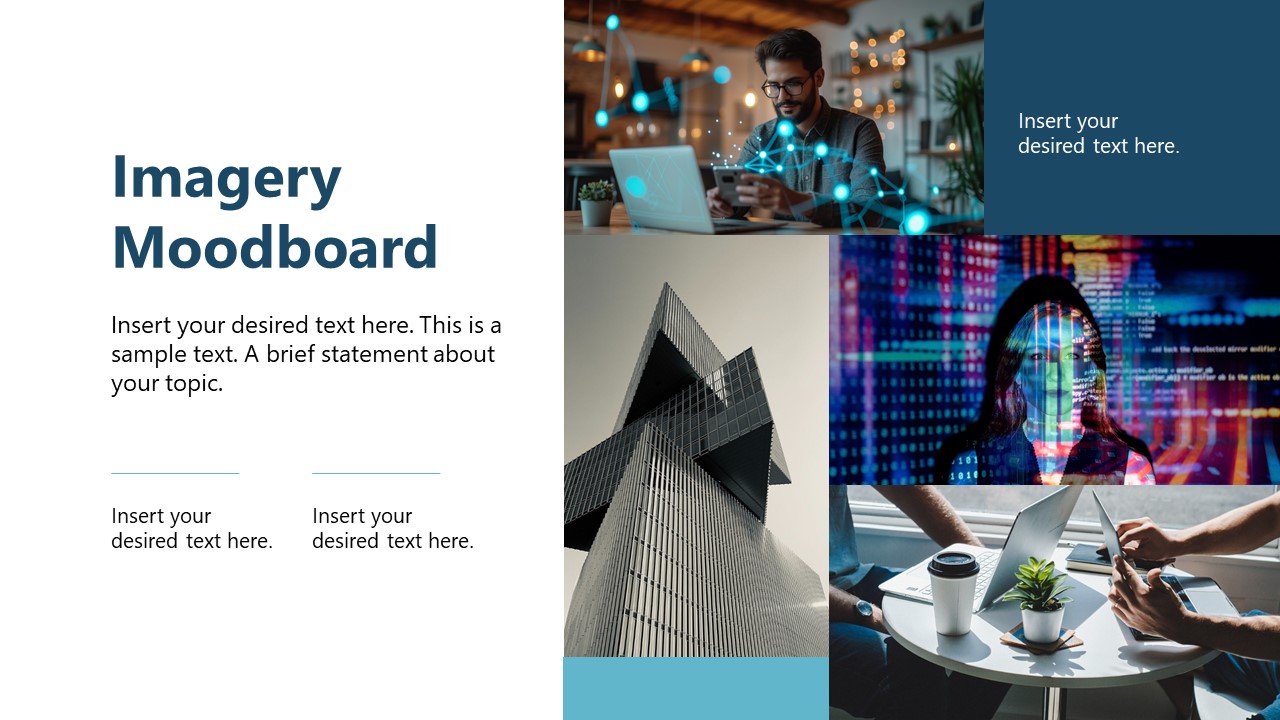 Imagery
Moodboard
Insert your desired text here. This is a
sample text. A brief statement about
your topic.
Insert your
desired text here.
Insert your
desired text here.
Insert your
desired text here.